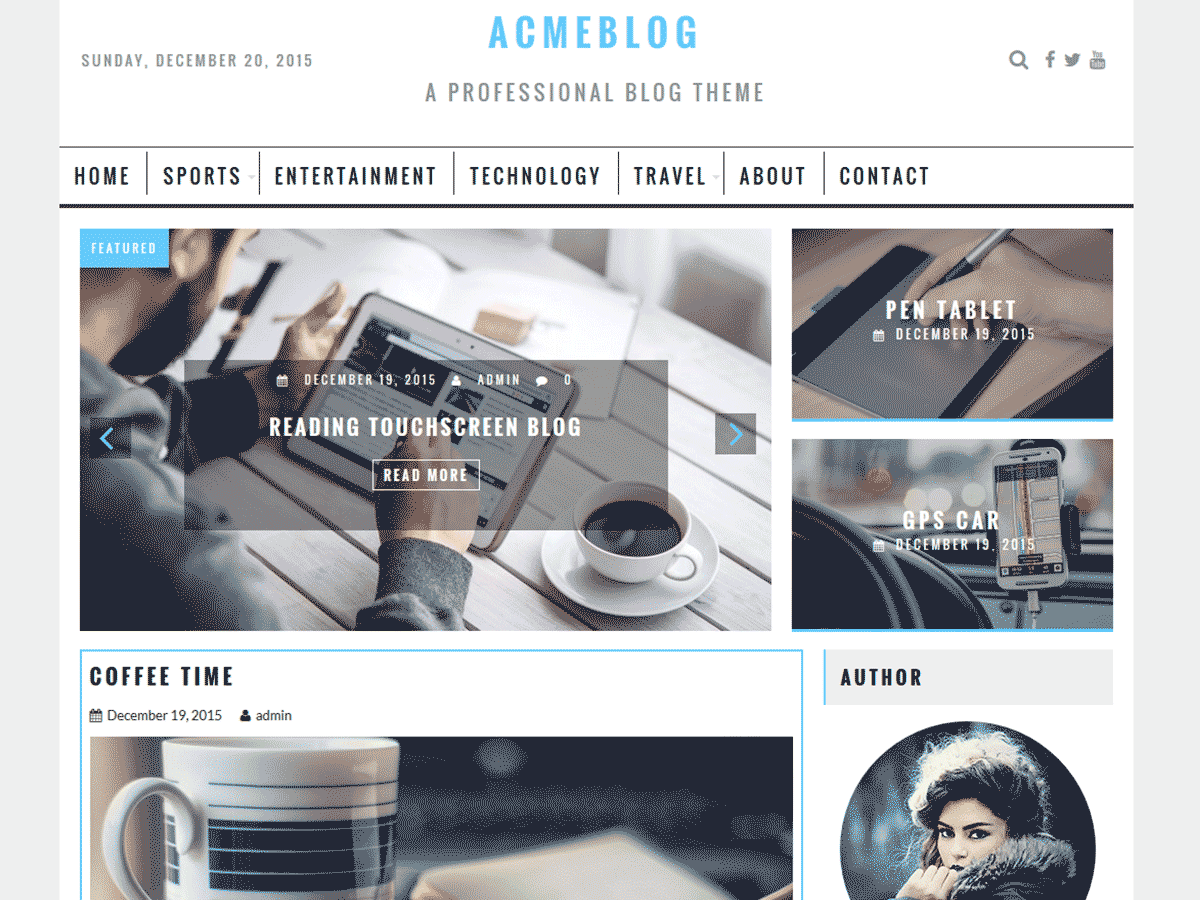 ACMEBLOG
SUNDAY, DECEMBER 20, 2015
A PROFESSIONAL BLOG THEME
HOME SPORTS ENTERTAINMENT TECHNOLOGY TRAVEL ABOUT CONTACT
FEATURED
DECEMBER 19, 2015 ADMIN 0
READING TOUCHSCREEN BLOG
READ MORE
PEN TABLET
DECEMBER 19, 2015
GPS CAR
DECEMBER 19, 2015
COFFEE TIME
December 19, 2015 admin
AUTHOR